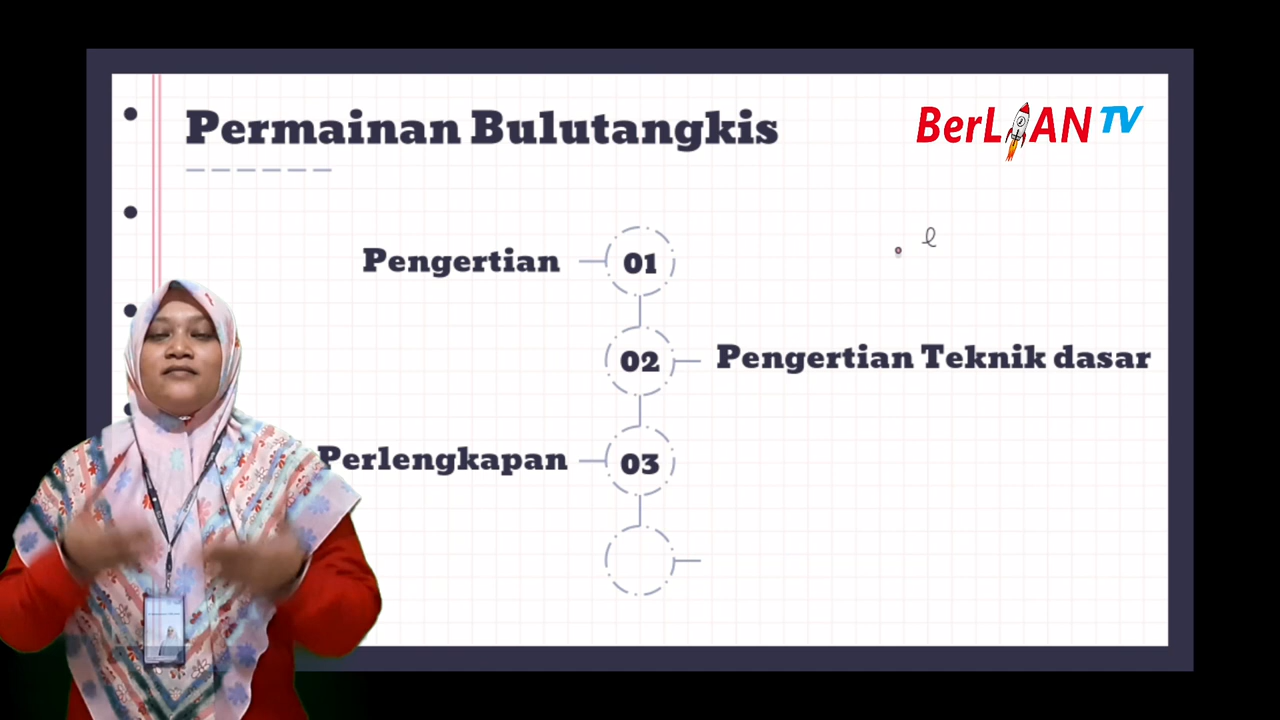 Permainan Bulutangkis
BerLIAN TV
Pengertian
01
02
Pengertian Teknik dasar
Perlengkapan
03